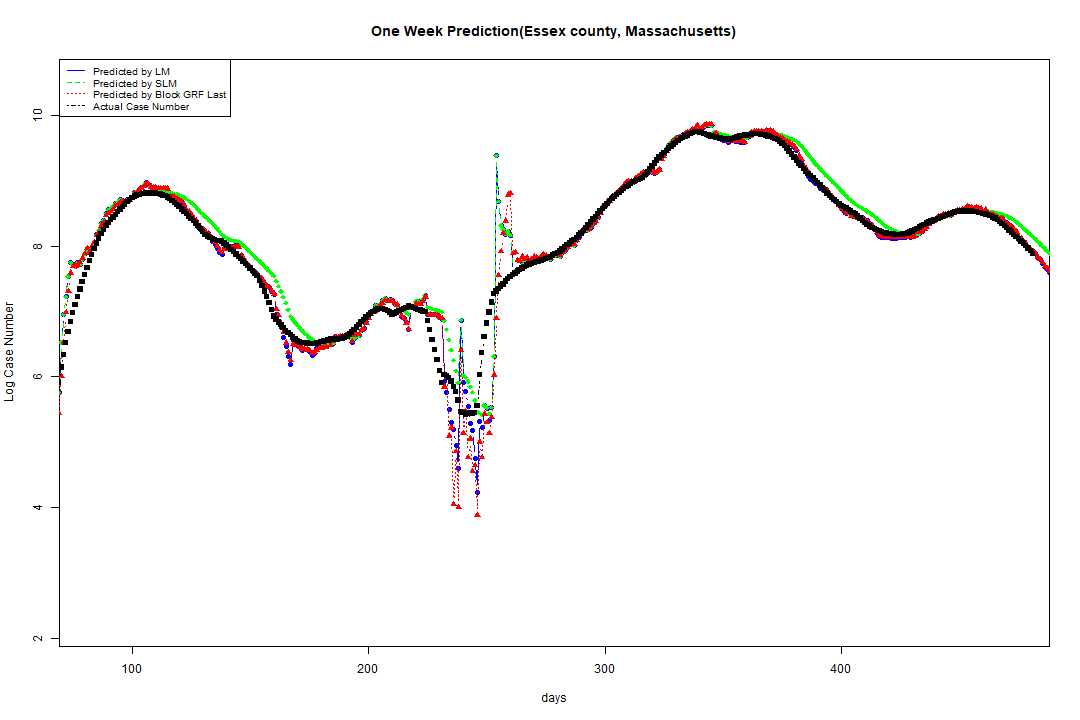 One Week Prediction(Essex county, Massachusetts)
Predicted by LM
Predicted by SLM
Predicted by Block GRF Last
Actual Case Number
10
8
6
4
2
Log Case Number
100 200 300 400
days